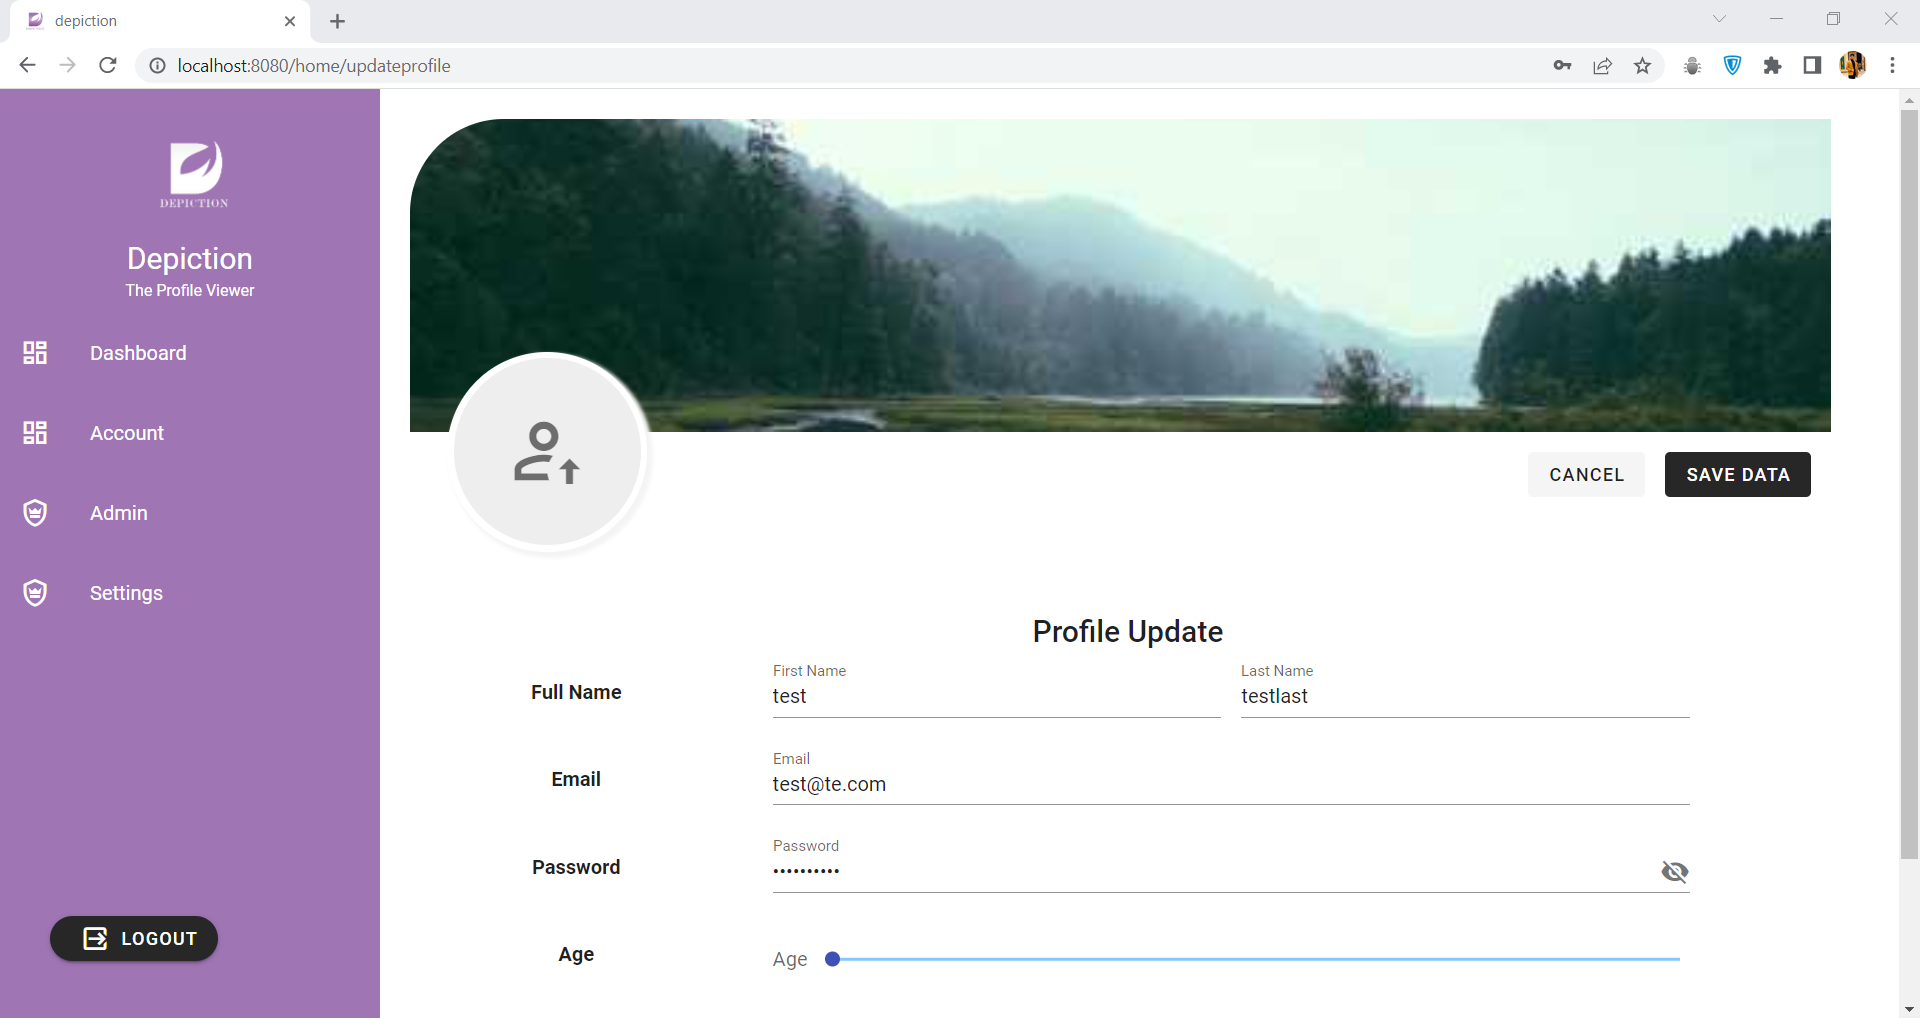 depiction
localhost:8080/home/updateprofile
DEPICTION
Depiction
The Profile Viewer
Dashboard
Account
Admin
Settings
LOGOUT
CANCEL
SAVE DATA
Profile Update
Full Name
First Name
test
Last Name
testlast
Email
Email
test@te.com
Password
Password
••••••••••
Age
Age